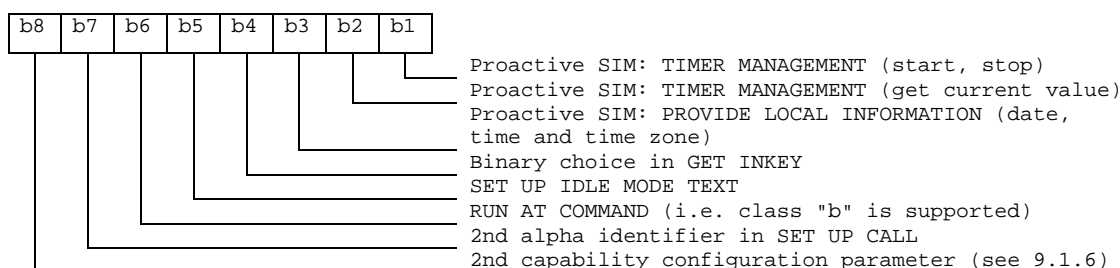 b8 b7 b6 b5 b4 b3 b2 b1
Proactive SIM: TIMER MANAGEMENT (start, stop)
Proactive SIM: TIMER MANAGEMENT (get current value)
Proactive SIM: PROVIDE LOCAL INFORMATION (date,
time and time zone)
Binary choice in GET INKEY
SET UP IDLE MODE TEXT
RUN AT COMMAND (i.e. class "b" is supported)
2nd alpha identifier in SET UP CALL
2nd capability configuration parameter (see 9.1.6)